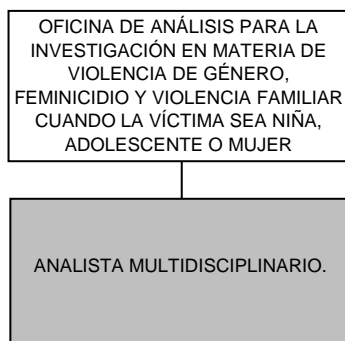 OFICINA DE ANÁLISIS PARA LA
INVESTIGACIÓN EN MATERIA DE
VIOLENCIA DE GÉNERO,
FEMINICIDIO Y VIOLENCIA FAMILIAR
CUANDO LA VÍCTIMA SEA NIÑA,
ADOLESCENTE O MUJER
ANALISTA MULTIDISCIPLINARIO.